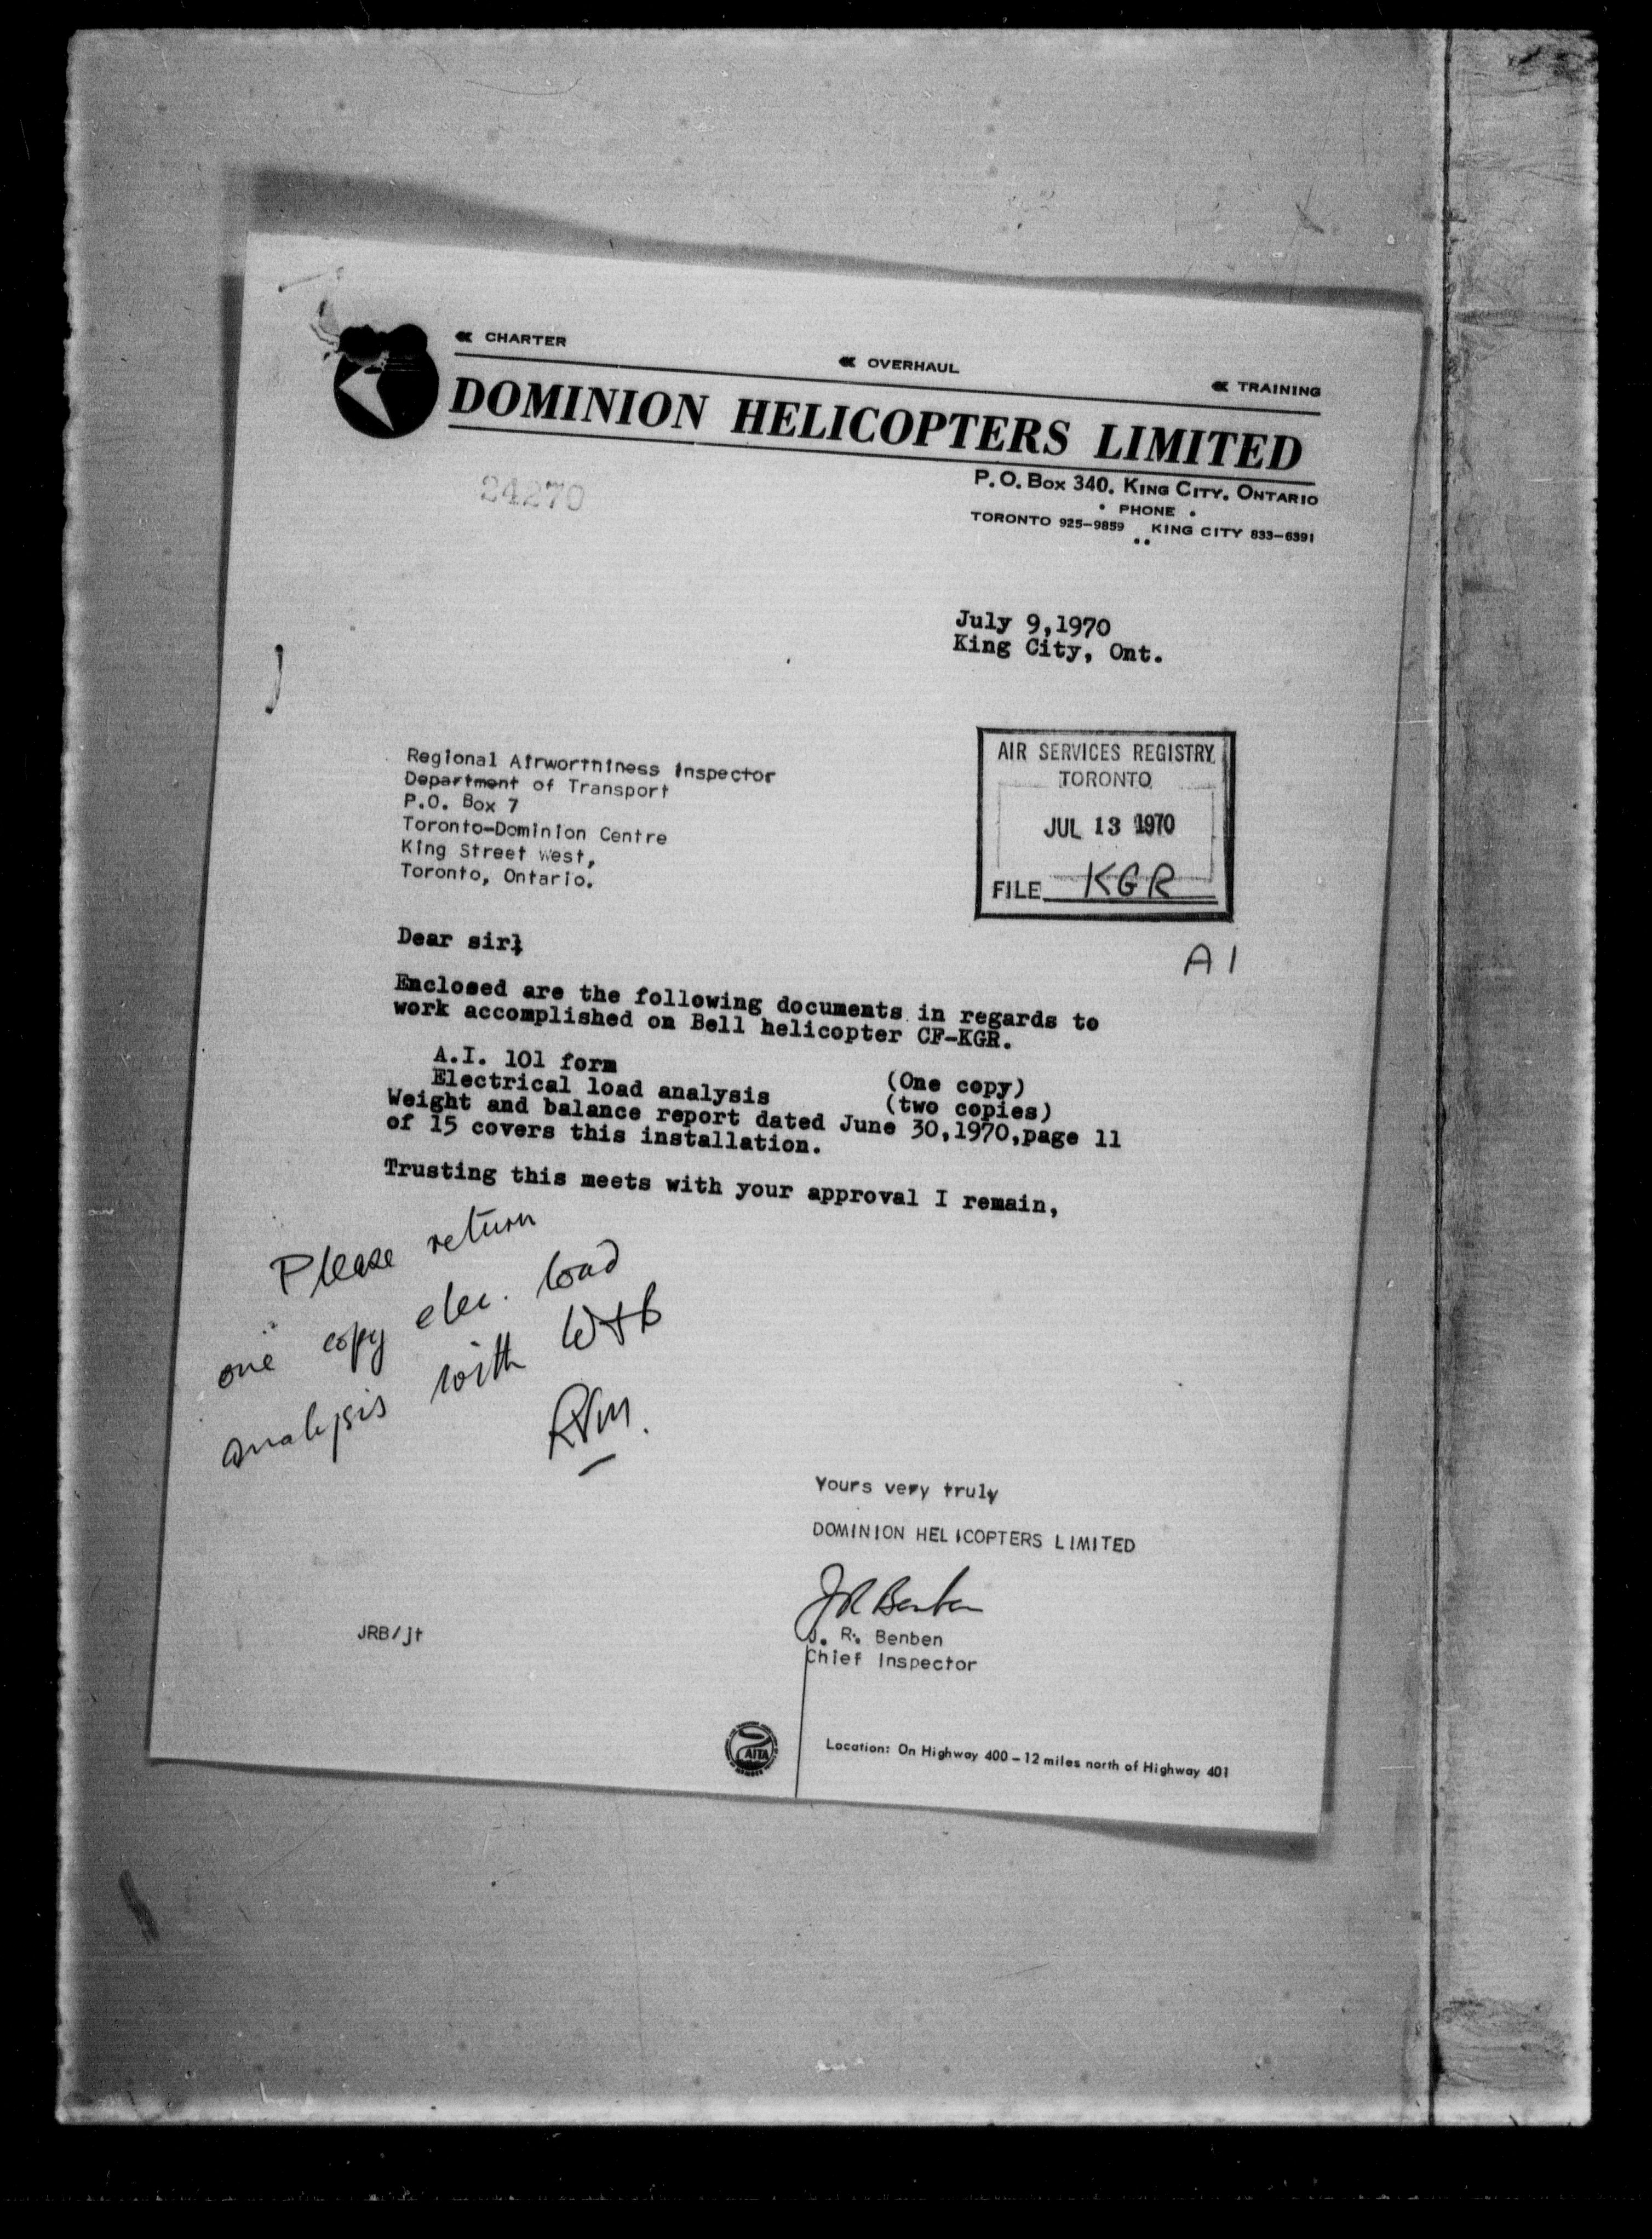 CHARTER
OVERHAUL
TRAINING
DOMINION HELICOPTERS LIMITED
P.O. Box 340. King City. Ontario
• PHONE •
TORONTO 925-9859 KING CITY 833-6391
24270
July 9,1970
King City, Ont.
AIR SERVICES REGISTRY
TORONTO
JUL 13 1970
FILE KGR
A1
Regional Airworthiness Inspector
Department of Transport
P.O. Box 7
Toronto-Dominion Centre
King Street West,
Toronto, Ontario.
Dear sir;
Enclosed are the following documents in regards to
work accomplished on Bell helicopter CF-KGR.
A.I. 101 form (One copy)
Electrical load analysis (two copies)
Weight and balance report dated June 30,1970,page 11
of 15 covers this installation.
Trusting this meets with your approval I remain,
Please return
one copy elec. load
analysis with W+B
Yours very truly
DOMINION HELICOPTERS LIMITED
JR Benben
J. R. Benben
Chief Inspector
JRB/jt
AITA
Location: On Highway 400 – 12 miles north of Highway 401